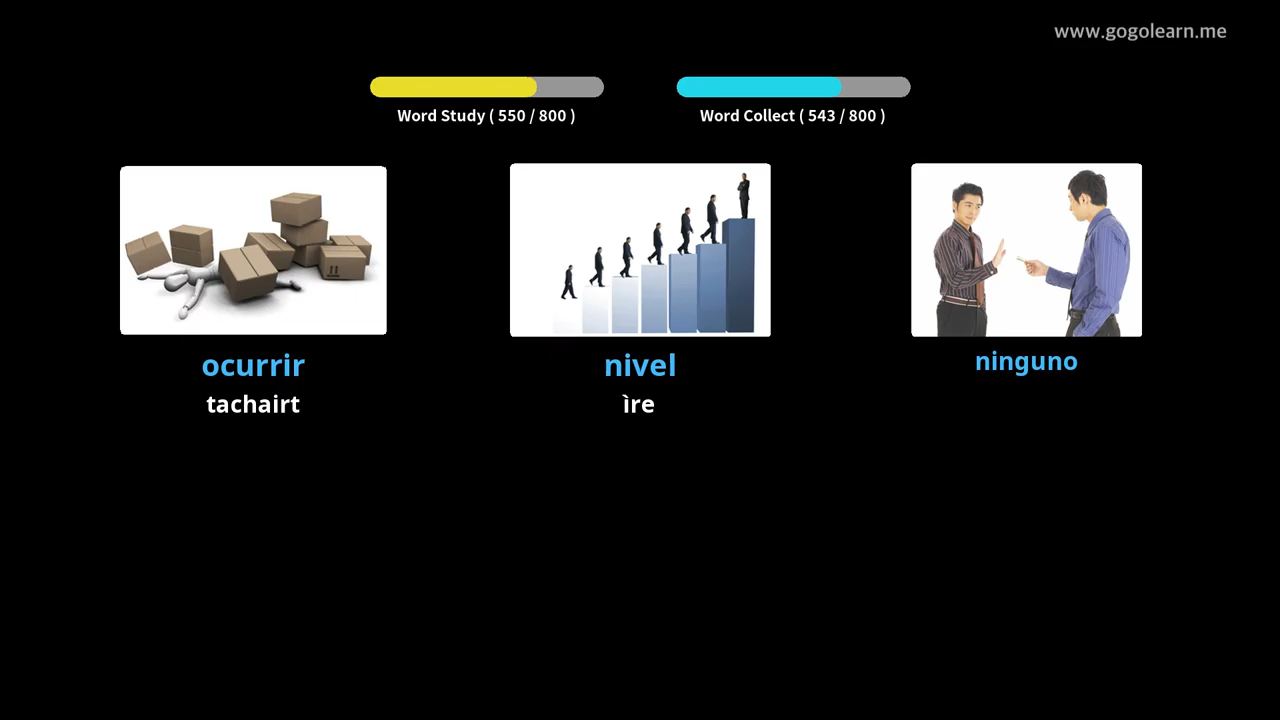 www.gogolearn.me
Word Study ( 550 / 800 )
Word Collect ( 543 / 800 )
ocurrir
nivel
ninguno
tachairt
ìre